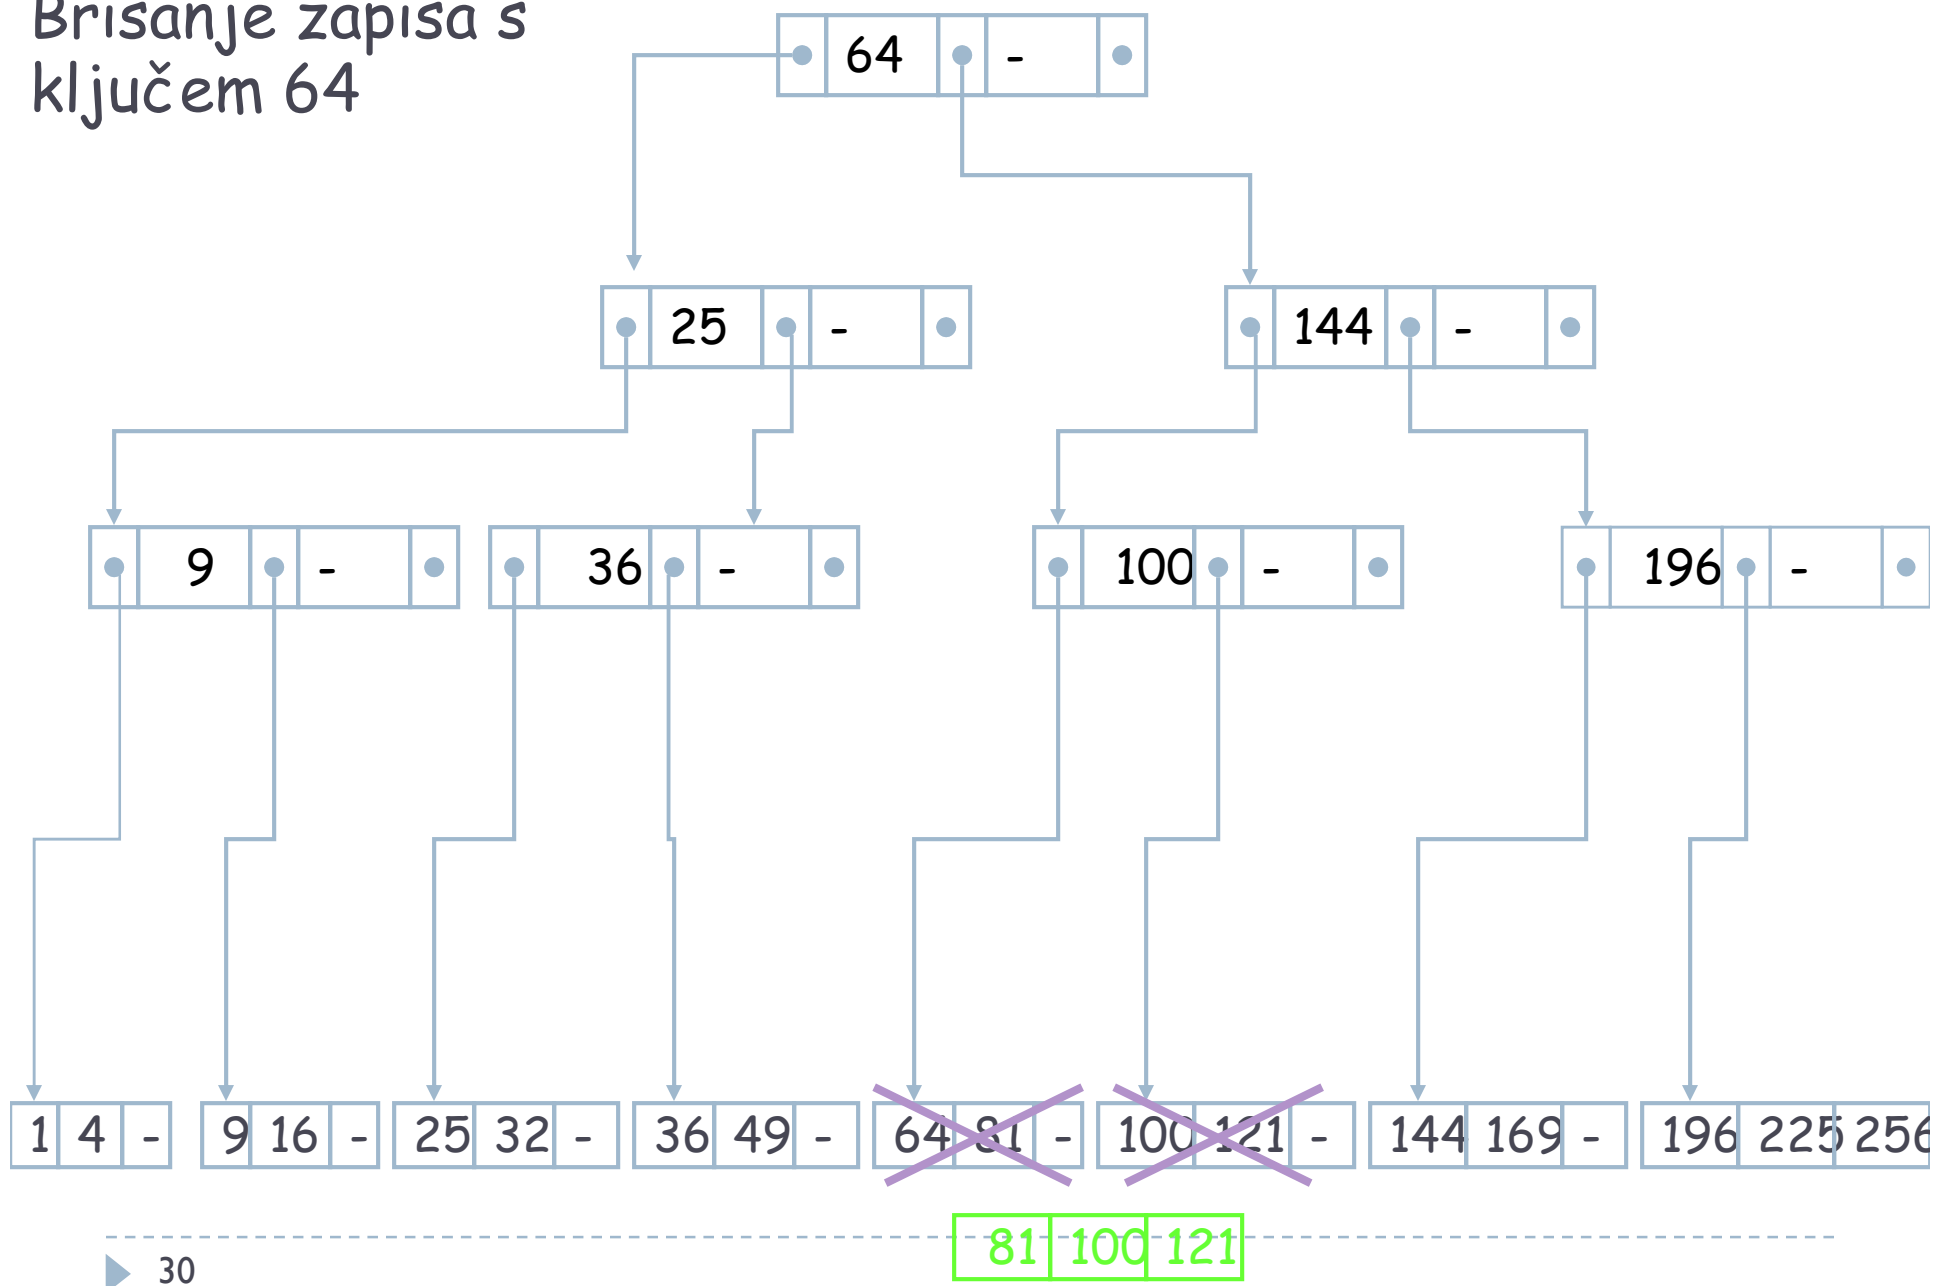 Brisanje zapisa s
ključem 64
64 -
25 - 144 -
9 - 36 - 100 - 196 -
1 4 - 9 16 - 25 32 - 36 49 - 64 81 - 100 121 - 144 169 - 196 225 256
81 100 121
30